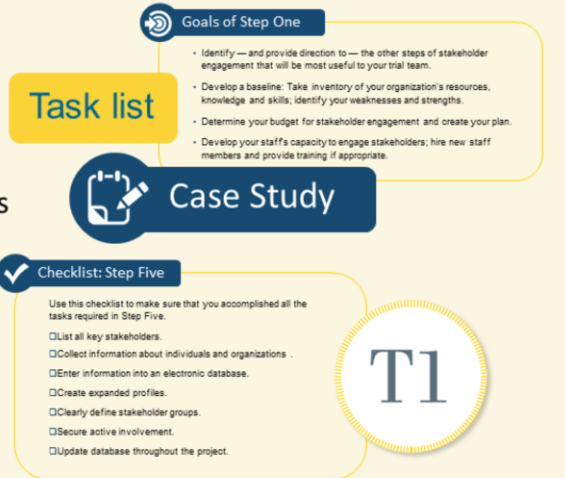 Goals of Step One
• Identify — and provide direction to — the other steps of stakeholder
engagement that will be most useful to your trial team.
• Develop a baseline: Take inventory of your organization's resources,
knowledge and skills; identify your weaknesses and strengths.
• Determine your budget for stakeholder engagement and create your plan.
• Develop your staff's capacity to engage stakeholders; hire new staff
members and provide training if appropriate.
Task list
s
Case Study
Checklist: Step Five
Use this checklist to make sure that you accomplished all the
tasks required in Step Five.
☐List all key stakeholders.
☐Collect information about individuals and organizations .
☐Enter information into an electronic database.
☐Create expanded profiles.
☐Clearly define stakeholder groups.
☐Secure active involvement.
☐Update database throughout the project.
T1